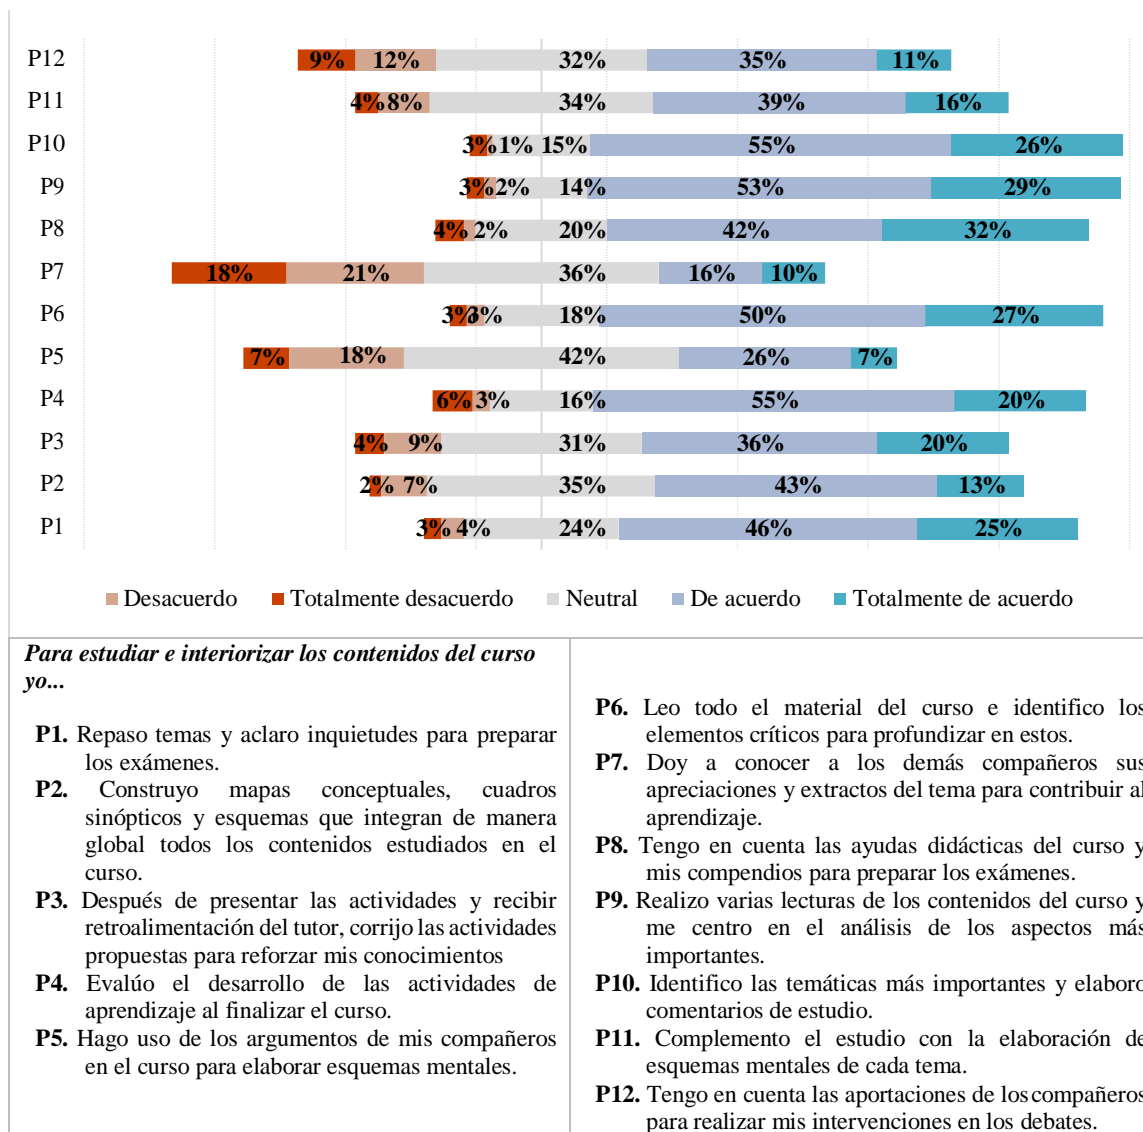 P12 9% 12% 32% 35% 11%
P11 4% 8% 34% 39% 16%
P10 3% 1% 15% 55% 26%
P9 3% 2% 14% 53% 29%
P8 4% 2% 20% 42% 32%
P7 18% 21% 36% 16% 10%
P6 3% 3% 18% 50% 27%
P5 7% 18% 42% 26% 7%
P4 6% 3% 16% 55% 20%
P3 4% 9% 31% 36% 20%
P2 2% 7% 35% 43% 13%
P1 3% 4% 24% 46% 25%
Desacuerdo Totalmente desacuerdo Neutral De acuerdo Totalmente de acuerdo
Para estudiar e interiorizar los contenidos del curso
yo...
P1. Repaso temas y aclaro inquietudes para preparar
los exámenes.
P2. Construyo mapas conceptuales, cuadros
sinópticos y esquemas que integran de manera
global todos los contenidos estudiados en el
curso.
P3. Después de presentar las actividades y recibir
retroalimentación del tutor, corrijo las actividades
propuestas para reforzar mis conocimientos
P4. Evalúo el desarrollo de las actividades de
aprendizaje al finalizar el curso.
P5. Hago uso de los argumentos de mis compañeros
en el curso para elaborar esquemas mentales.
P6. Leo todo el material del curso e identifico los
elementos críticos para profundizar en estos.
P7. Doy a conocer a los demás compañeros sus
apreciaciones y extractos del tema para contribuir al
aprendizaje.
P8. Tengo en cuenta las ayudas didácticas del curso y
mis compendios para preparar los exámenes.
P9. Realizo varias lecturas de los contenidos del curso y
me centro en el análisis de los aspectos más
importantes.
P10. Identifico las temáticas más importantes y elaboro
comentarios de estudio.
P11. Complemento el estudio con la elaboración de
esquemas mentales de cada tema.
P12. Tengo en cuenta las aportaciones de los compañeros
para realizar mis intervenciones en los debates.